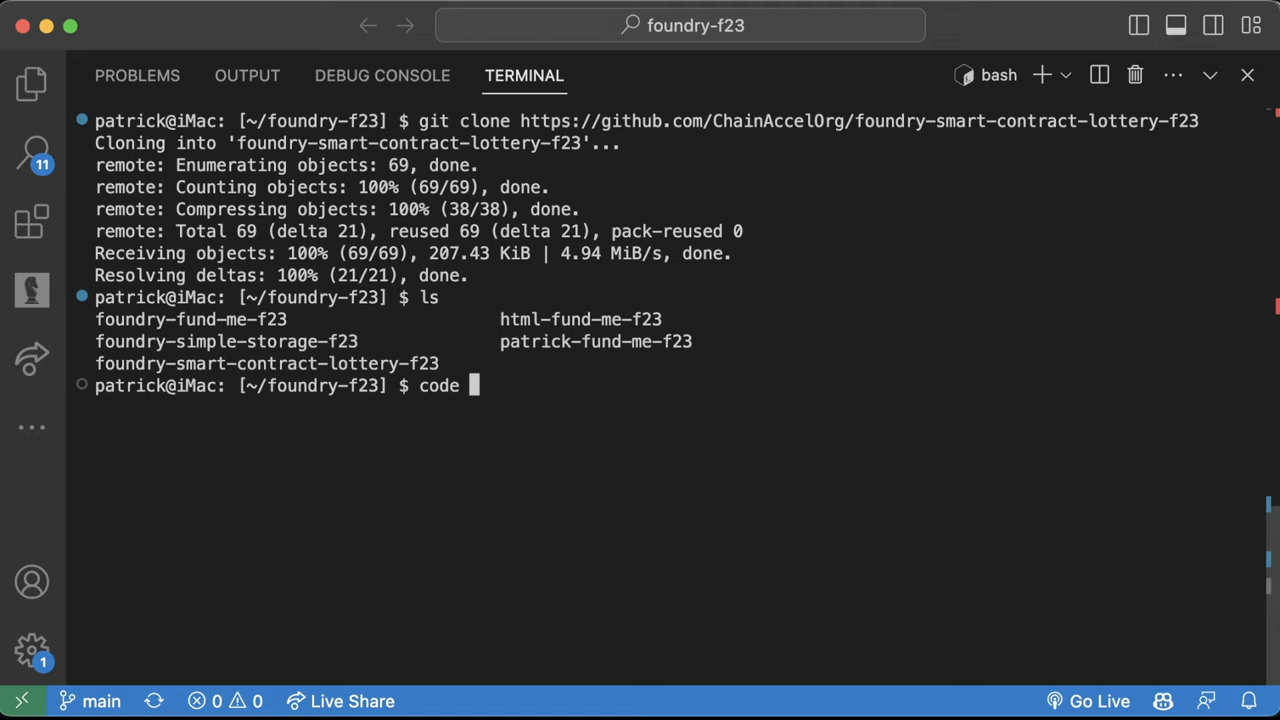 foundry-f23
PROBLEMS OUTPUT DEBUG CONSOLE TERMINAL bash
patrick@iMac: [~/foundry-f23] $ git clone https://github.com/ChainAccelOrg/foundry-smart-contract-lottery-f23
Cloning into 'foundry-smart-contract-lottery-f23'...
remote: Enumerating objects: 69, done.
remote: Counting objects: 100% (69/69), done.
remote: Compressing objects: 100% (38/38), done.
remote: Total 69 (delta 21), reused 69 (delta 21), pack-reused 0
Receiving objects: 100% (69/69), 207.43 KiB | 4.94 MiB/s, done.
Resolving deltas: 100% (21/21), done.
patrick@iMac: [~/foundry-f23] $ ls
foundry-fund-me-f23 html-fund-me-f23
foundry-simple-storage-f23 patrick-fund-me-f23
foundry-smart-contract-lottery-f23
patrick@iMac: [~/foundry-f23] $ code
11
1
main 0 0 Live Share Go Live